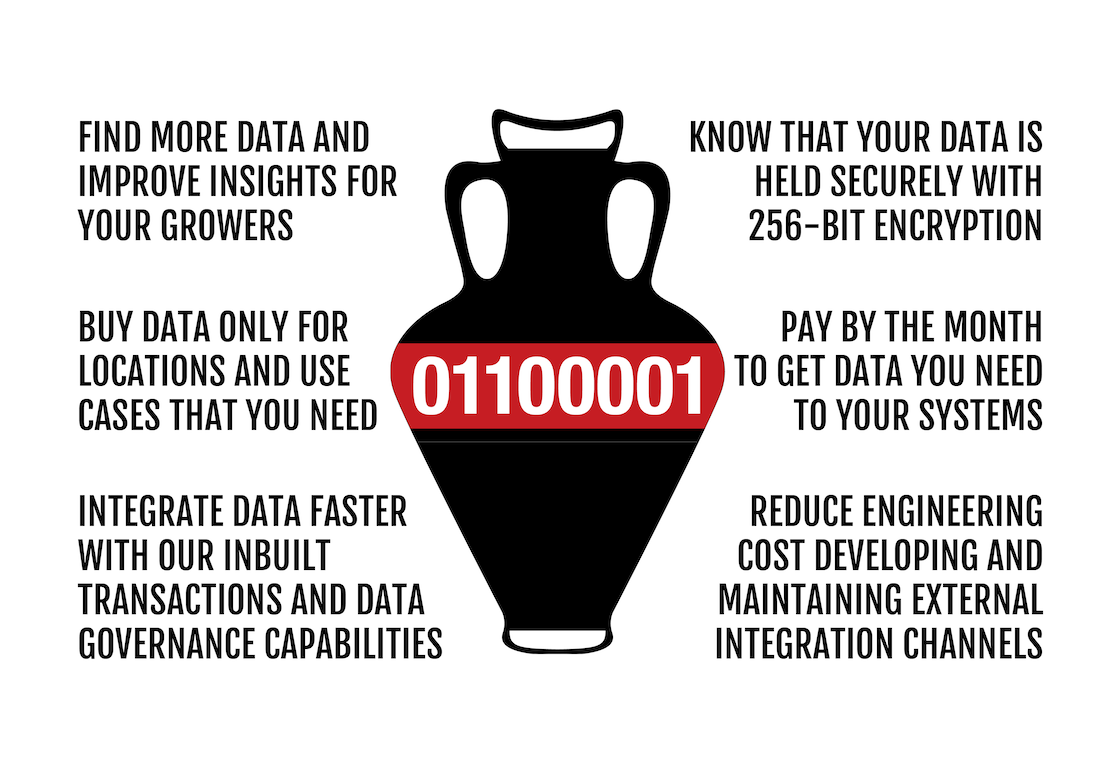 FIND MORE DATA AND
IMPROVE INSIGHTS FOR
YOUR GROWERS
BUY DATA ONLY FOR
LOCATIONS AND USE
CASES THAT YOU NEED
INTEGRATE DATA FASTER
WITH OUR INBUILT
TRANSACTIONS AND DATA
GOVERNANCE CAPABILITIES
01100001
KNOW THAT YOUR DATA IS
HELD SECURELY WITH
256-BIT ENCRYPTION
PAY BY THE MONTH
TO GET DATA YOU NEED
TO YOUR SYSTEMS
REDUCE ENGINEERING
COST DEVELOPING AND
MAINTAINING EXTERNAL
INTEGRATION CHANNELS